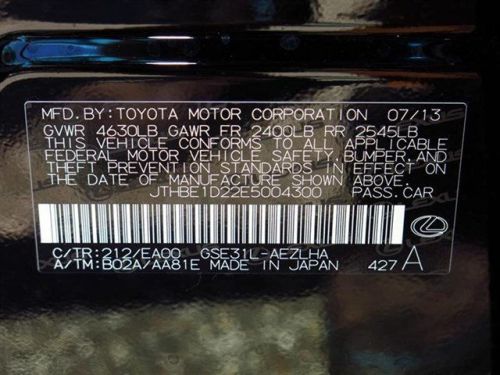 MFD. BY: TOYOTA MOTOR CORPORATION 07/13
GVWR 4630LB GAWR FR 2400LB RR 2545LB
THIS VEHICLE CONFORMS TO ALL APPLICABLE
FEDERAL MOTOR VEHICLE SAFETY, BUMPER, AND
THEFT PREVENTION STANDARDS IN EFFECT ON
THE DATE OF MANUFACTURE SHOWN ABOVE.
JTHBE1D22E5004300 PASS. CAR
C/TR: 212/EA00 GSE31L-AEZLHA
A/TM: B02A/AA81E MADE IN JAPAN 427 A